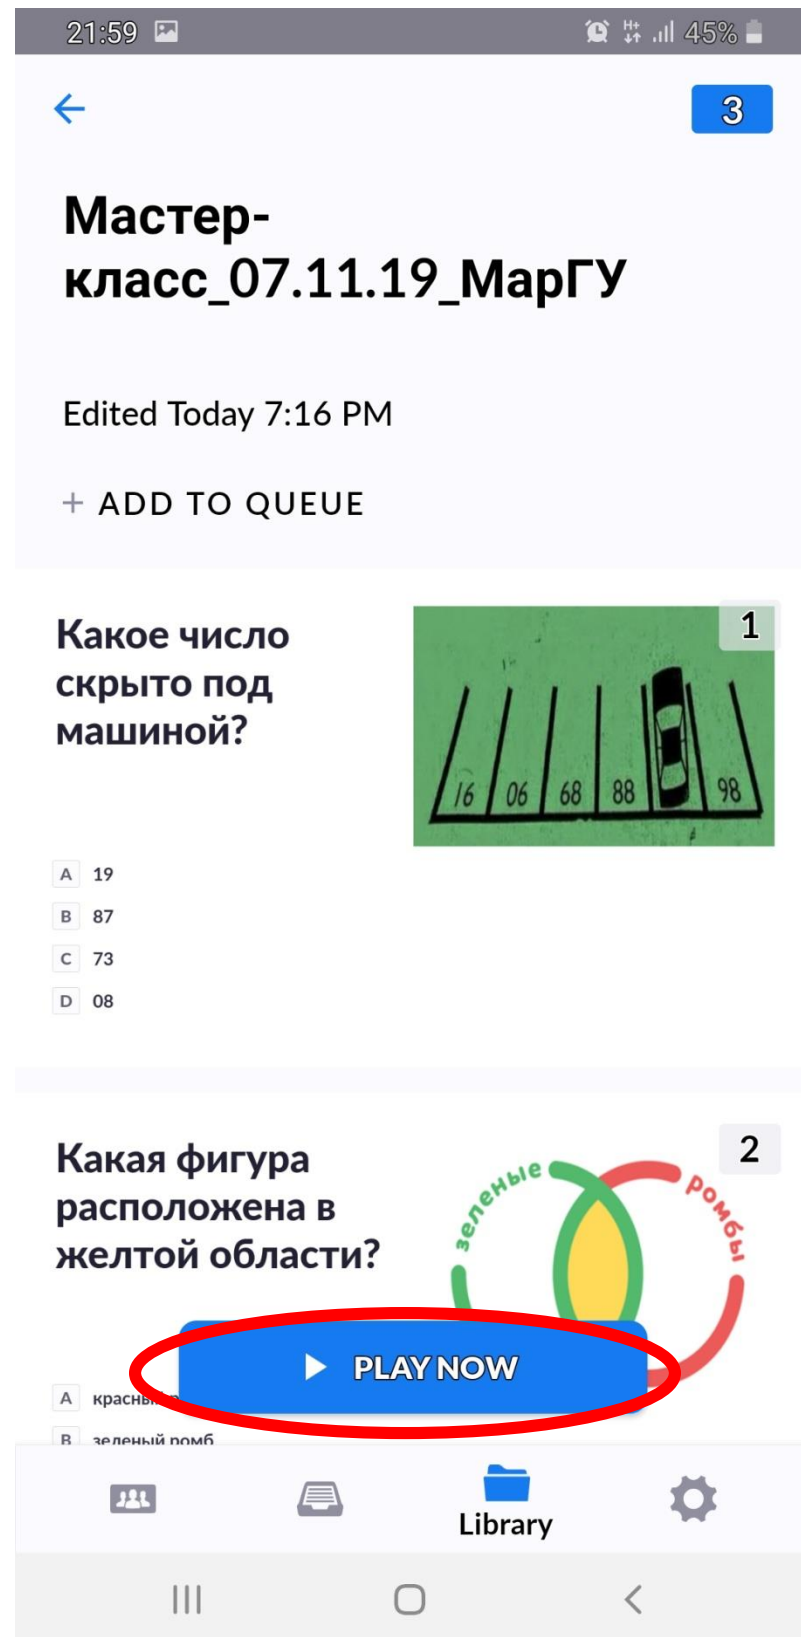 21:59
45%
3
Мастер-
класс_07.11.19_МарГУ
Edited Today 7:16 PM
+ ADD TO QUEUE
Какое число
скрыто под
машиной?
1
16 06 68 88 98
A 19
B 87
C 73
D 08
Какая фигура
расположена в
желтой области?
2
зеленые
ромбы
PLAY NOW
A красный
B зеленый ромб
Library